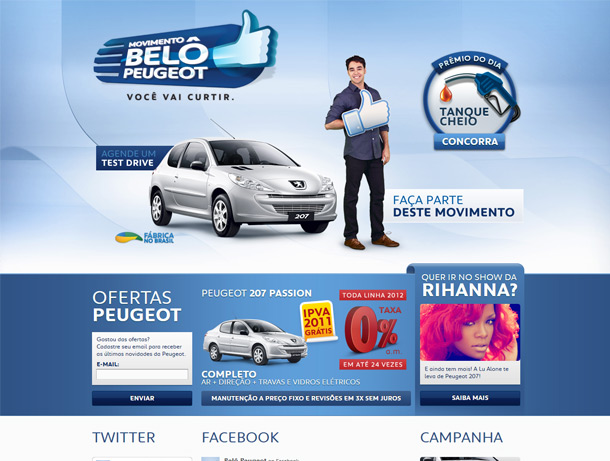 MOVIMENTO
BELÔ
PEUGEOT
VOCÊ VAI CURTIR.
PRÊMIO DO DIA
TANQUE
CHEIO
CONCORRA
AGENDE UM
TEST DRIVE
207
FAÇA PARTE
DESTE MOVIMENTO
FÁBRICA
NO BRASIL
OFERTAS
PEUGEOT
Gostou das ofertas?
Cadastre seu email para receber
as últimas novidades da Peugeot.
E-MAIL:
ENVIAR
PEUGEOT 207 PASSION
IPVA
2011
GRÁTIS
TODA LINHA 2012
TAXA
0%
a.m.
EM ATÉ 24 VEZES
COMPLETO
AR + DIREÇÃO + TRAVAS E VIDROS ELÉTRICOS
MANUTENÇÃO A PREÇO FIXO E REVISÕES EM 3X SEM JUROS
QUER IR NO SHOW DA
RIHANNA?
E ainda tem mais! A Lu Alone te
leva de Peugeot 207!
SAIBA MAIS
TWITTER
FACEBOOK
CAMPANHA